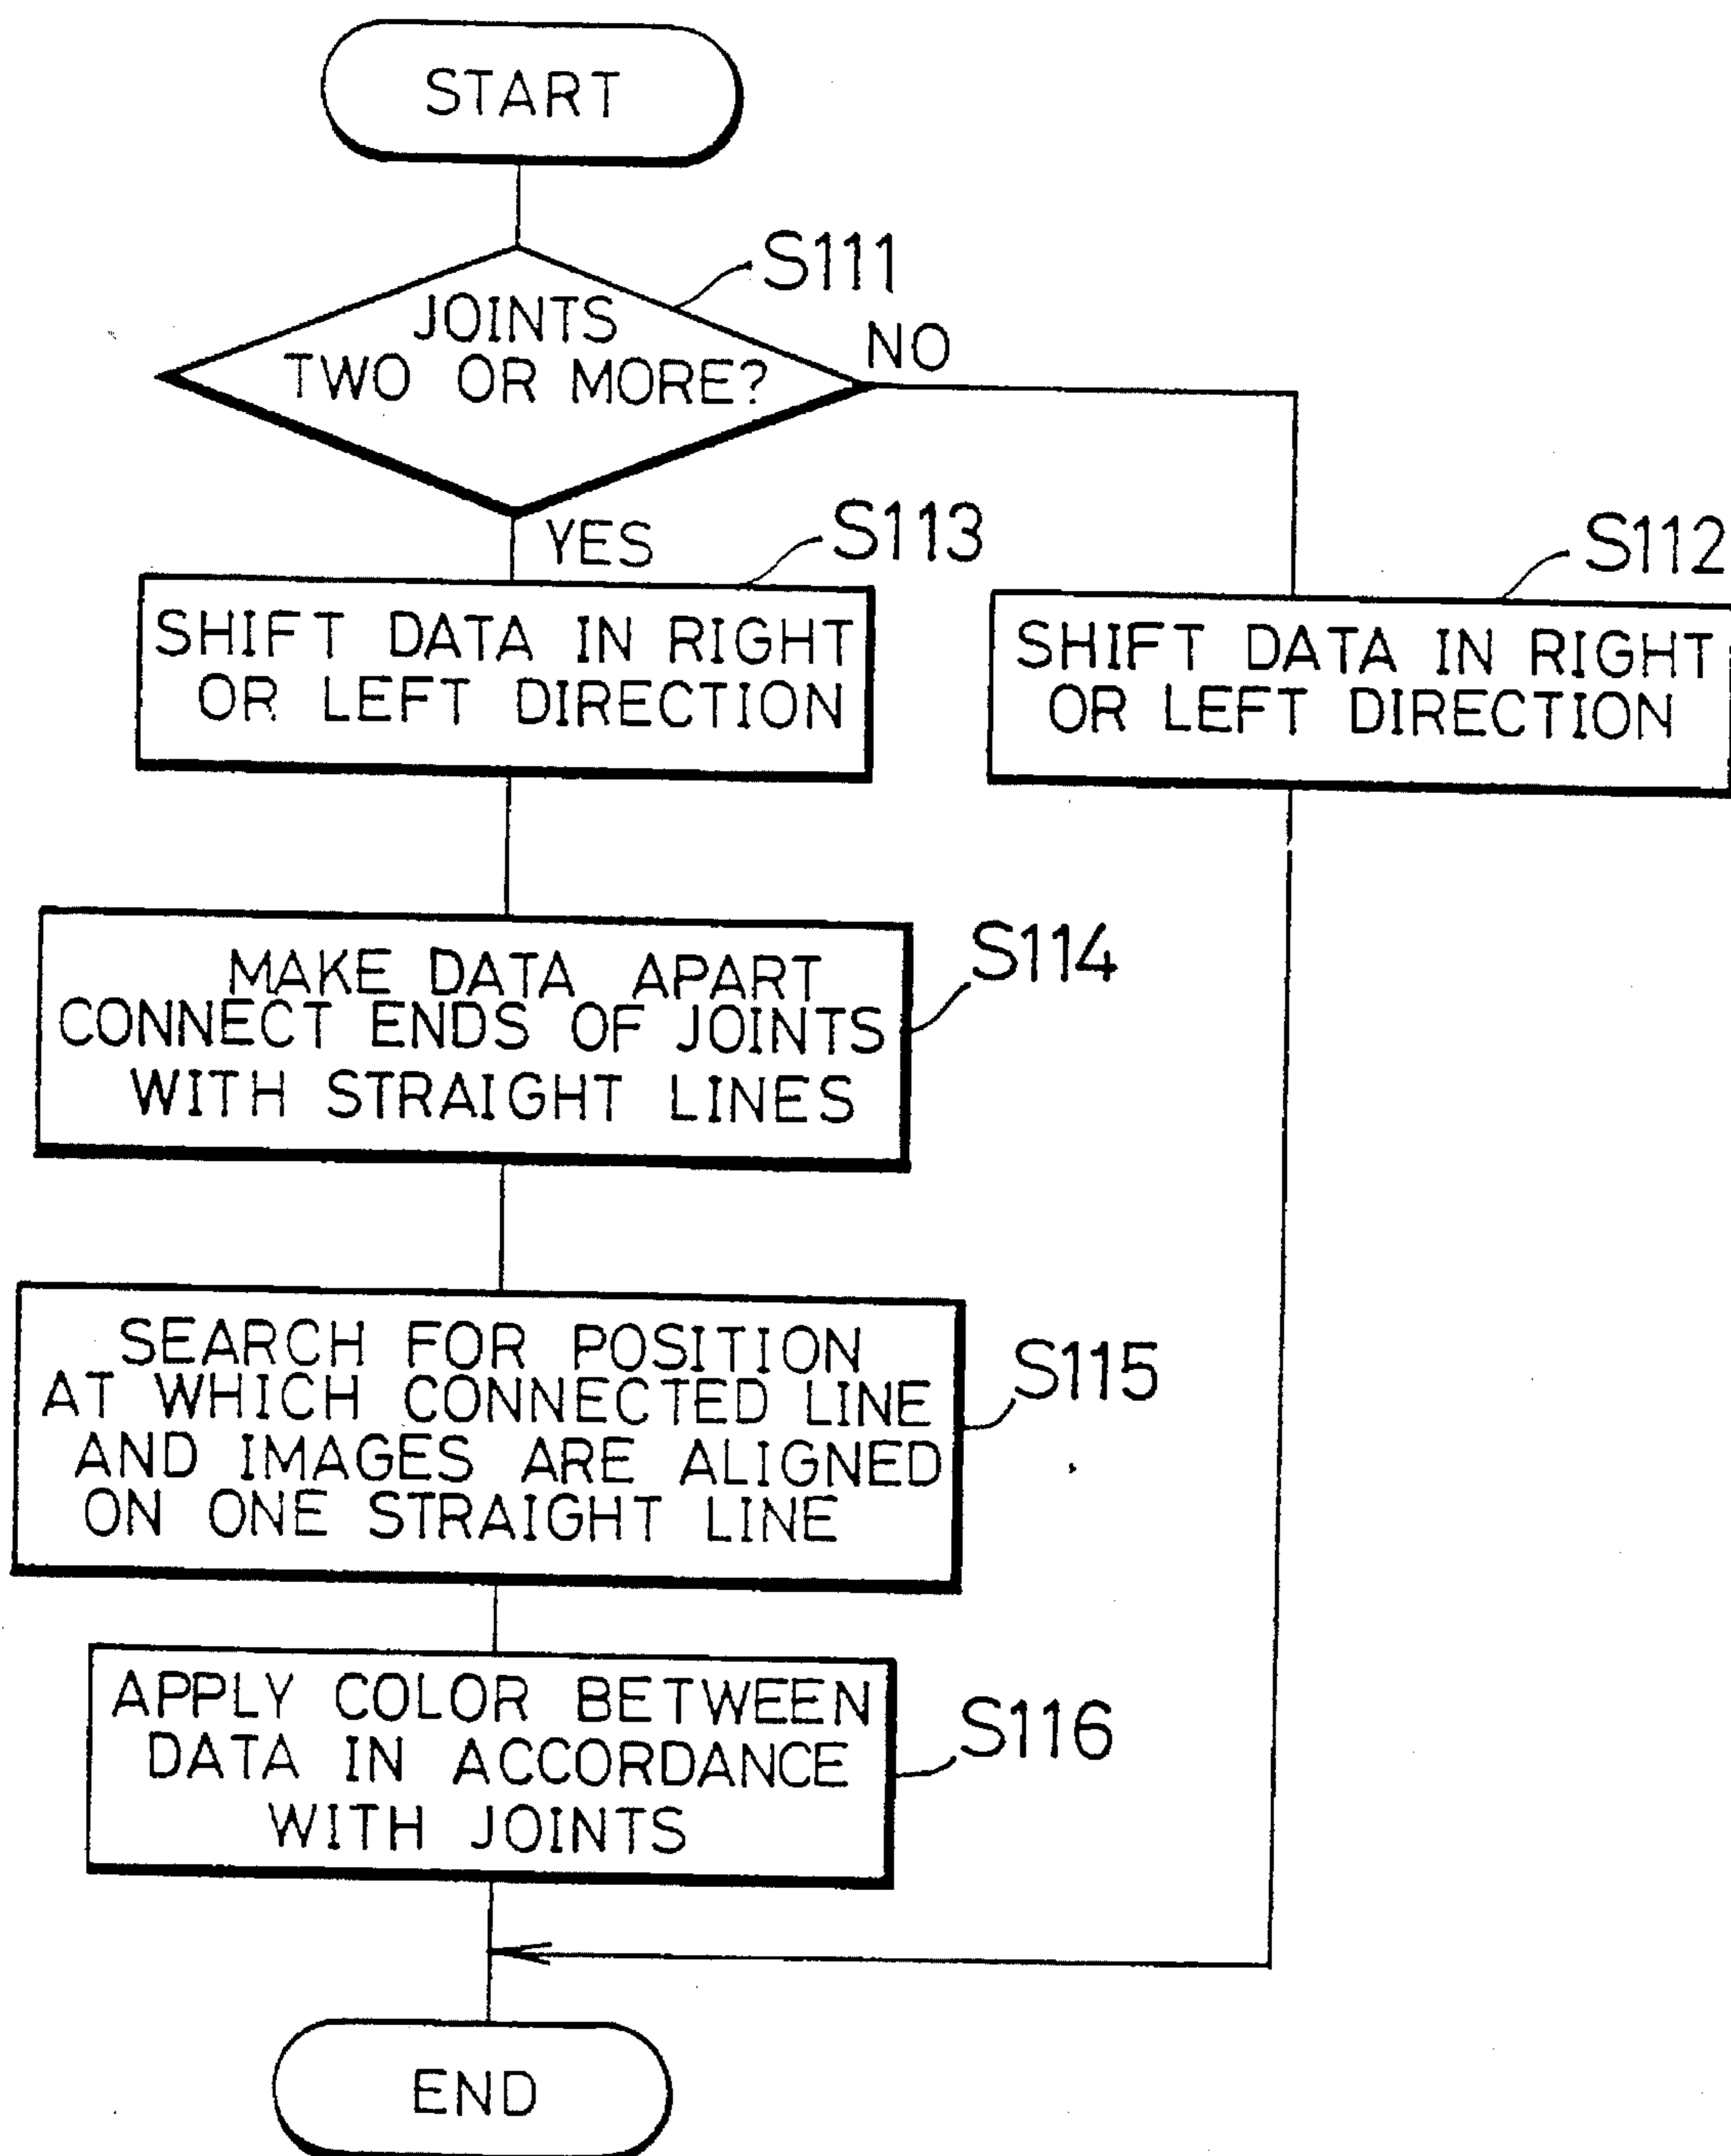 START
S111
JOINTS
TWO OR MORE?
NO
YES
S113
SHIFT DATA IN RIGHT
OR LEFT DIRECTION
S112
SHIFT DATA IN RIGHT
OR LEFT DIRECTION
S114
MAKE DATA APART
CONNECT ENDS OF JOINTS
WITH STRAIGHT LINES
S115
SEARCH FOR POSITION
AT WHICH CONNECTED LINE
AND IMAGES ARE ALIGNED
ON ONE STRAIGHT LINE
S116
APPLY COLOR BETWEEN
DATA IN ACCORDANCE
WITH JOINTS
END